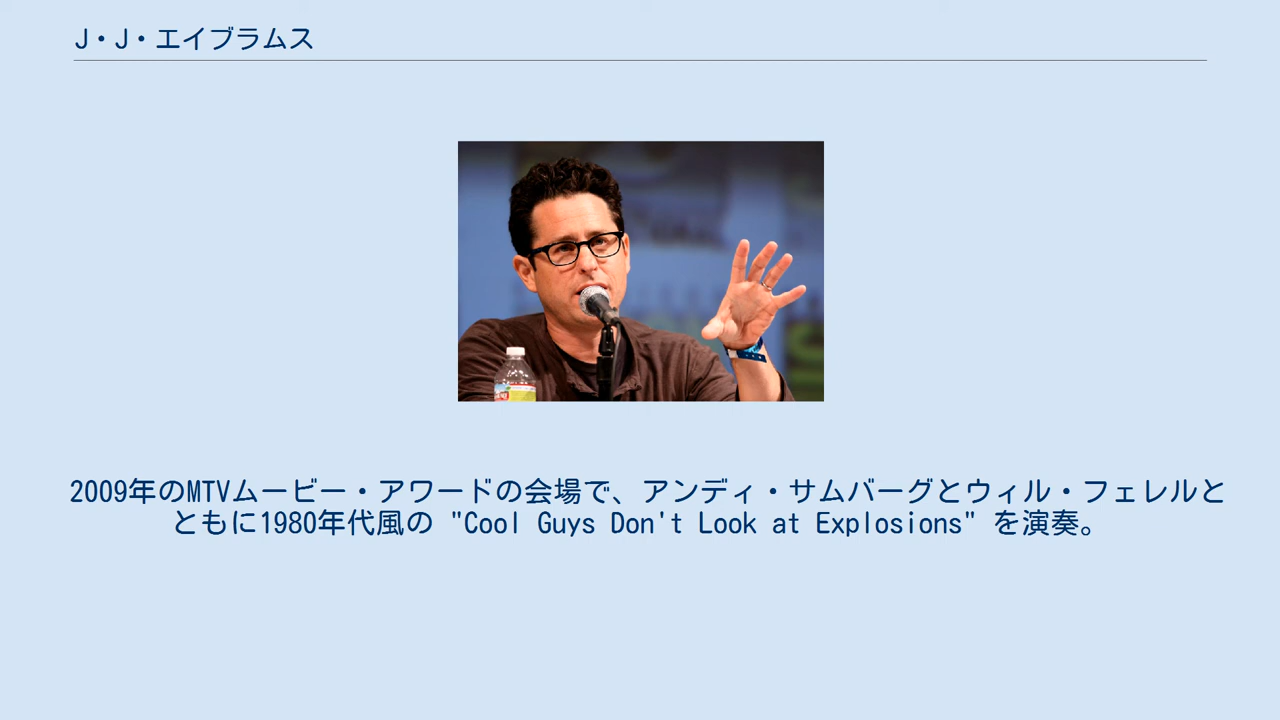 J・J・エイブラムス
2009年のMTVムービー・アワードの会場で、アンディ・サムバーグとウィル・フェレルと
ともに1980年代風の "Cool Guys Don't Look at Explosions" を演奏。